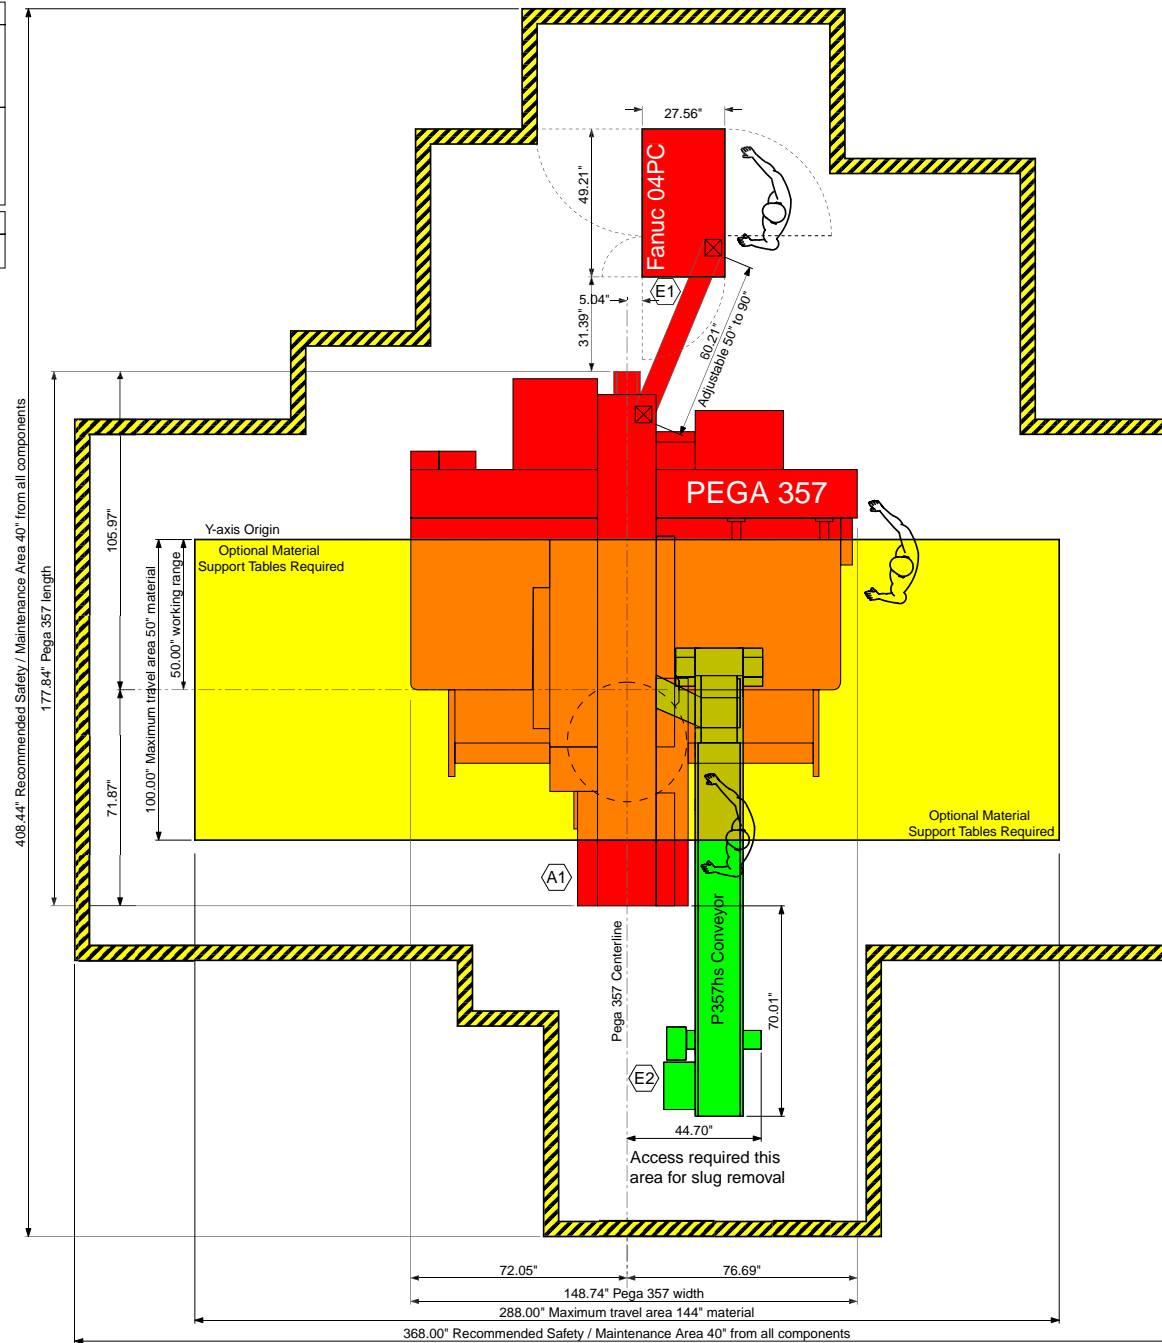 27.56"
Fanuc 04PC
49.21"
E1
5.04"
31.39"
60.21"
Adjustable 50" to 90"
PEGA 357
408.44" Recommended Safety / Maintenance Area 40" from all components
177.84" Pega 357 length
105.97"
71.87"
Y-axis Origin
Optional Material
Support Tables Required
100.00" Maximum travel area 50" material
50.00" working range
Optional Material
Support Tables Required
A1
Pega 357 Centerline
P357hs Conveyor
70.01"
E2
44.70"
Access required this
area for slug removal
72.05"
76.69"
148.74" Pega 357 width
288.00" Maximum travel area 144" material
368.00" Recommended Safety / Maintenance Area 40" from all components